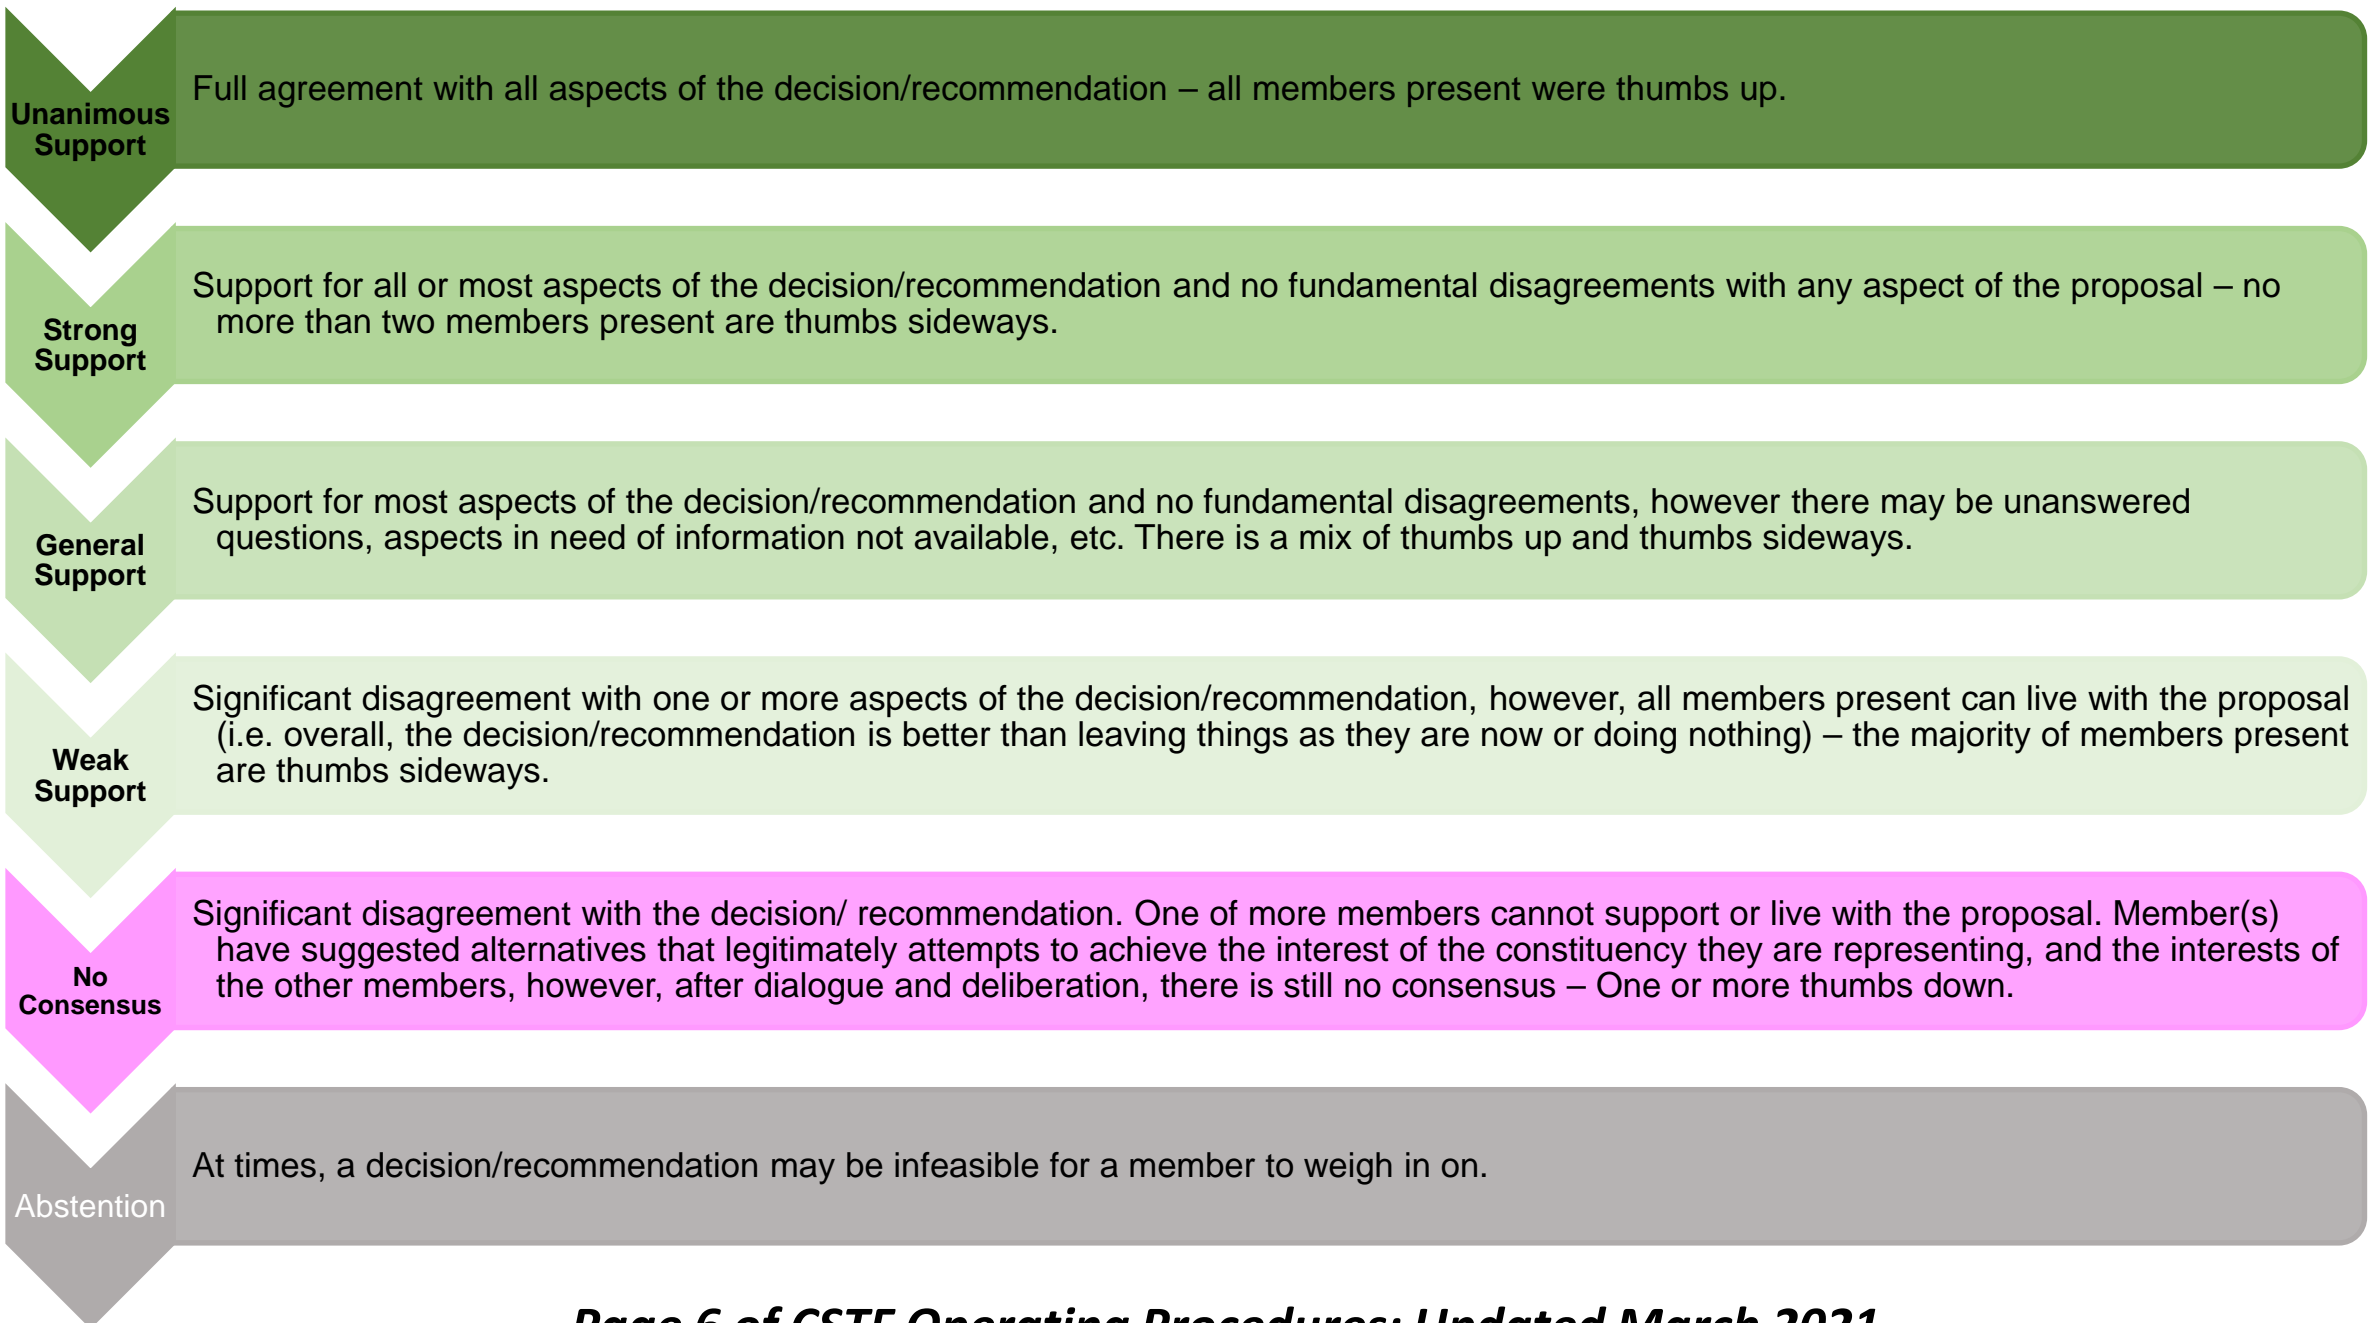 Unanimous
Support
Full agreement with all aspects of the decision/recommendation – all members present were thumbs up.
Strong
Support
Support for all or most aspects of the decision/recommendation and no fundamental disagreements with any aspect of the proposal – no
more than two members present are thumbs sideways.
General
Support
Support for most aspects of the decision/recommendation and no fundamental disagreements, however there may be unanswered
questions, aspects in need of information not available, etc. There is a mix of thumbs up and thumbs sideways.
Weak
Support
Significant disagreement with one or more aspects of the decision/recommendation, however, all members present can live with the proposal
(i.e. overall, the decision/recommendation is better than leaving things as they are now or doing nothing) – the majority of members present
are thumbs sideways.
No
Consensus
Significant disagreement with the decision/ recommendation. One of more members cannot support or live with the proposal. Member(s)
have suggested alternatives that legitimately attempts to achieve the interest of the constituency they are representing, and the interests of
the other members, however, after dialogue and deliberation, there is still no consensus – One or more thumbs down.
Abstention
At times, a decision/recommendation may be infeasible for a member to weigh in on.
Page 6 of CSTF Operating Procedures: Updated March 2021